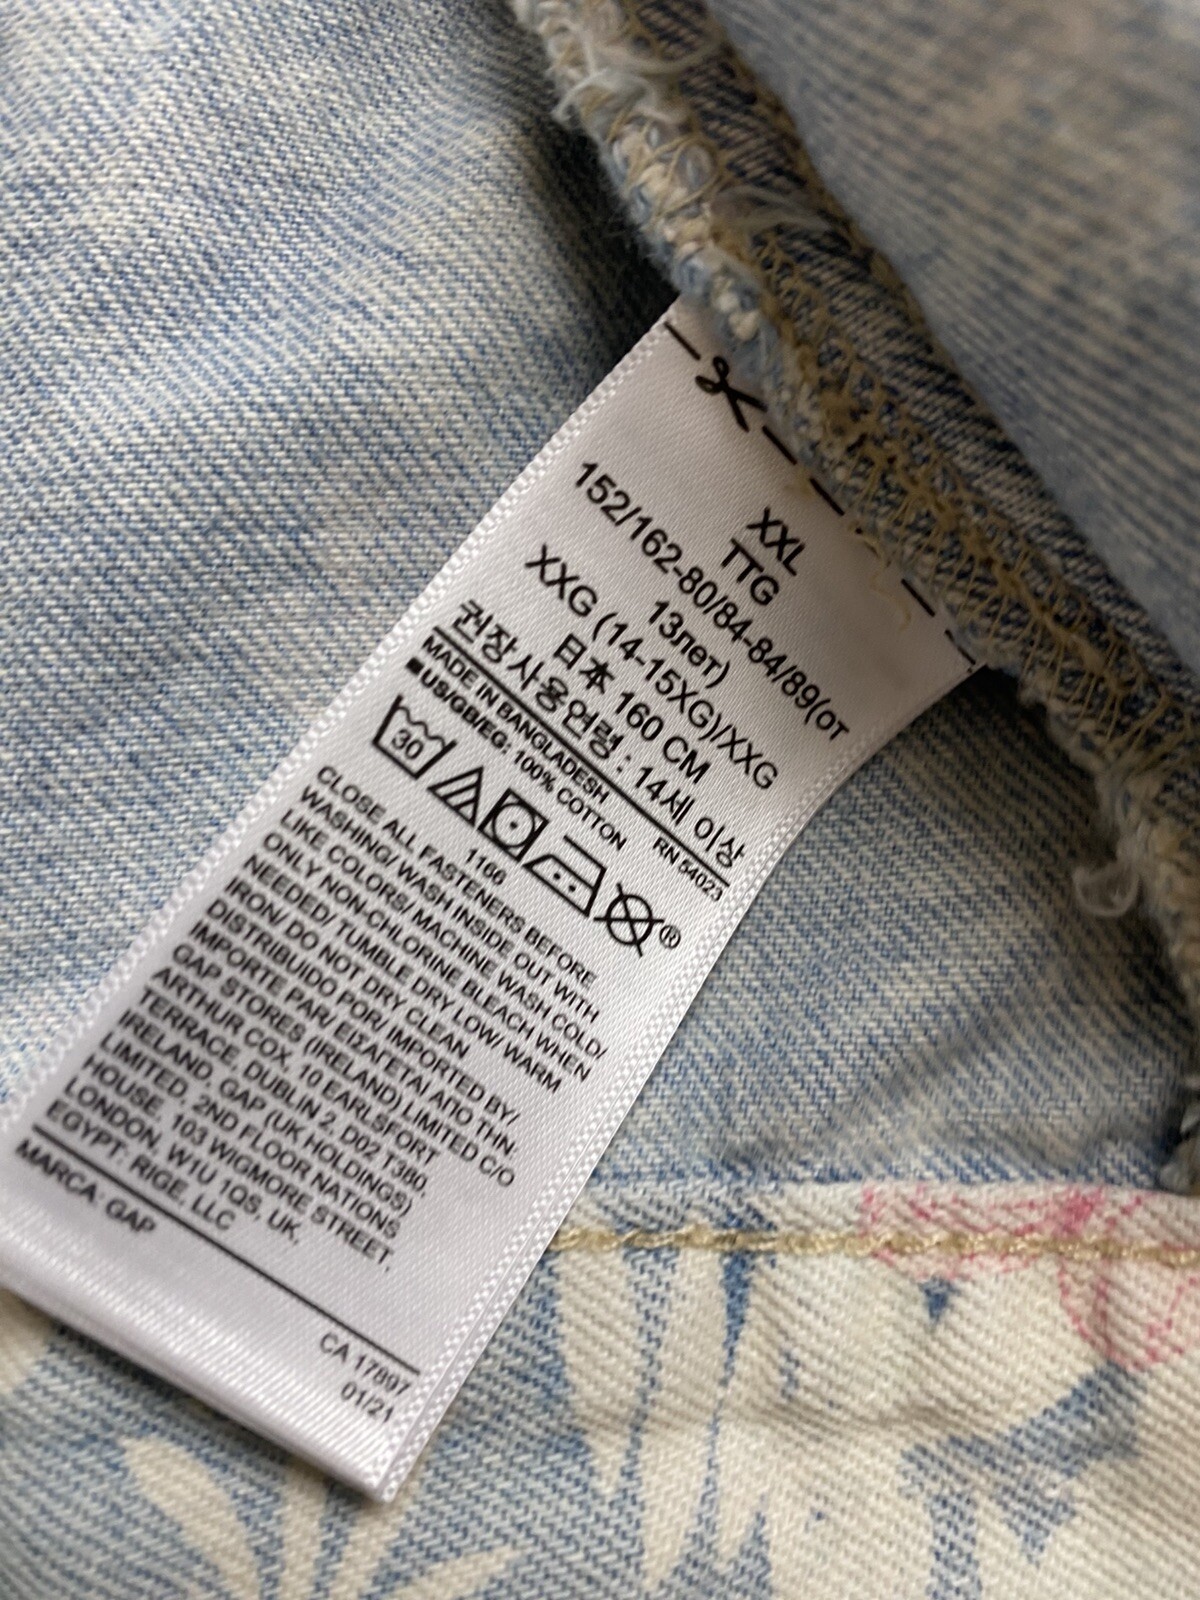 XXL
TTG
152/162-80/84-84/89(от
13лет)
XXG (14-15XG)/XXG
日本 160 CM
권장사용연령 : 14세 이상
MADE IN BANGLADESH RN 54023
■US/GB/EG: 100% COTTON
30
®
1166
CLOSE ALL FASTENERS BEFORE
WASHING/ WASH INSIDE OUT WITH
LIKE COLORS/ MACHINE WASH COLD/
ONLY NON-CHLORINE BLEACH WHEN
NEEDED/ TUMBLE DRY LOW/ WARM
IRON/ DO NOT DRY CLEAN
DISTRIBUIDO POR/ IMPORTED BY/
IMPORTE PAR/ ΕΙΣΑΓΕΤΑΙ ΑΠΟ ΤΗΝ.
GAP STORES (IRELAND) LIMITED C/O
ARTHUR COX, 10 EARLSFORT
TERRACE, DUBLIN 2, D02 T380,
IRELAND. GAP (UK HOLDINGS)
LIMITED, 2ND FLOOR NATIONS
HOUSE, 103 WIGMORE STREET,
LONDON, W1U 1QS, UK.
EGYPT: RIGE, LLC
MARCA: GAP
CA 17897
01/21